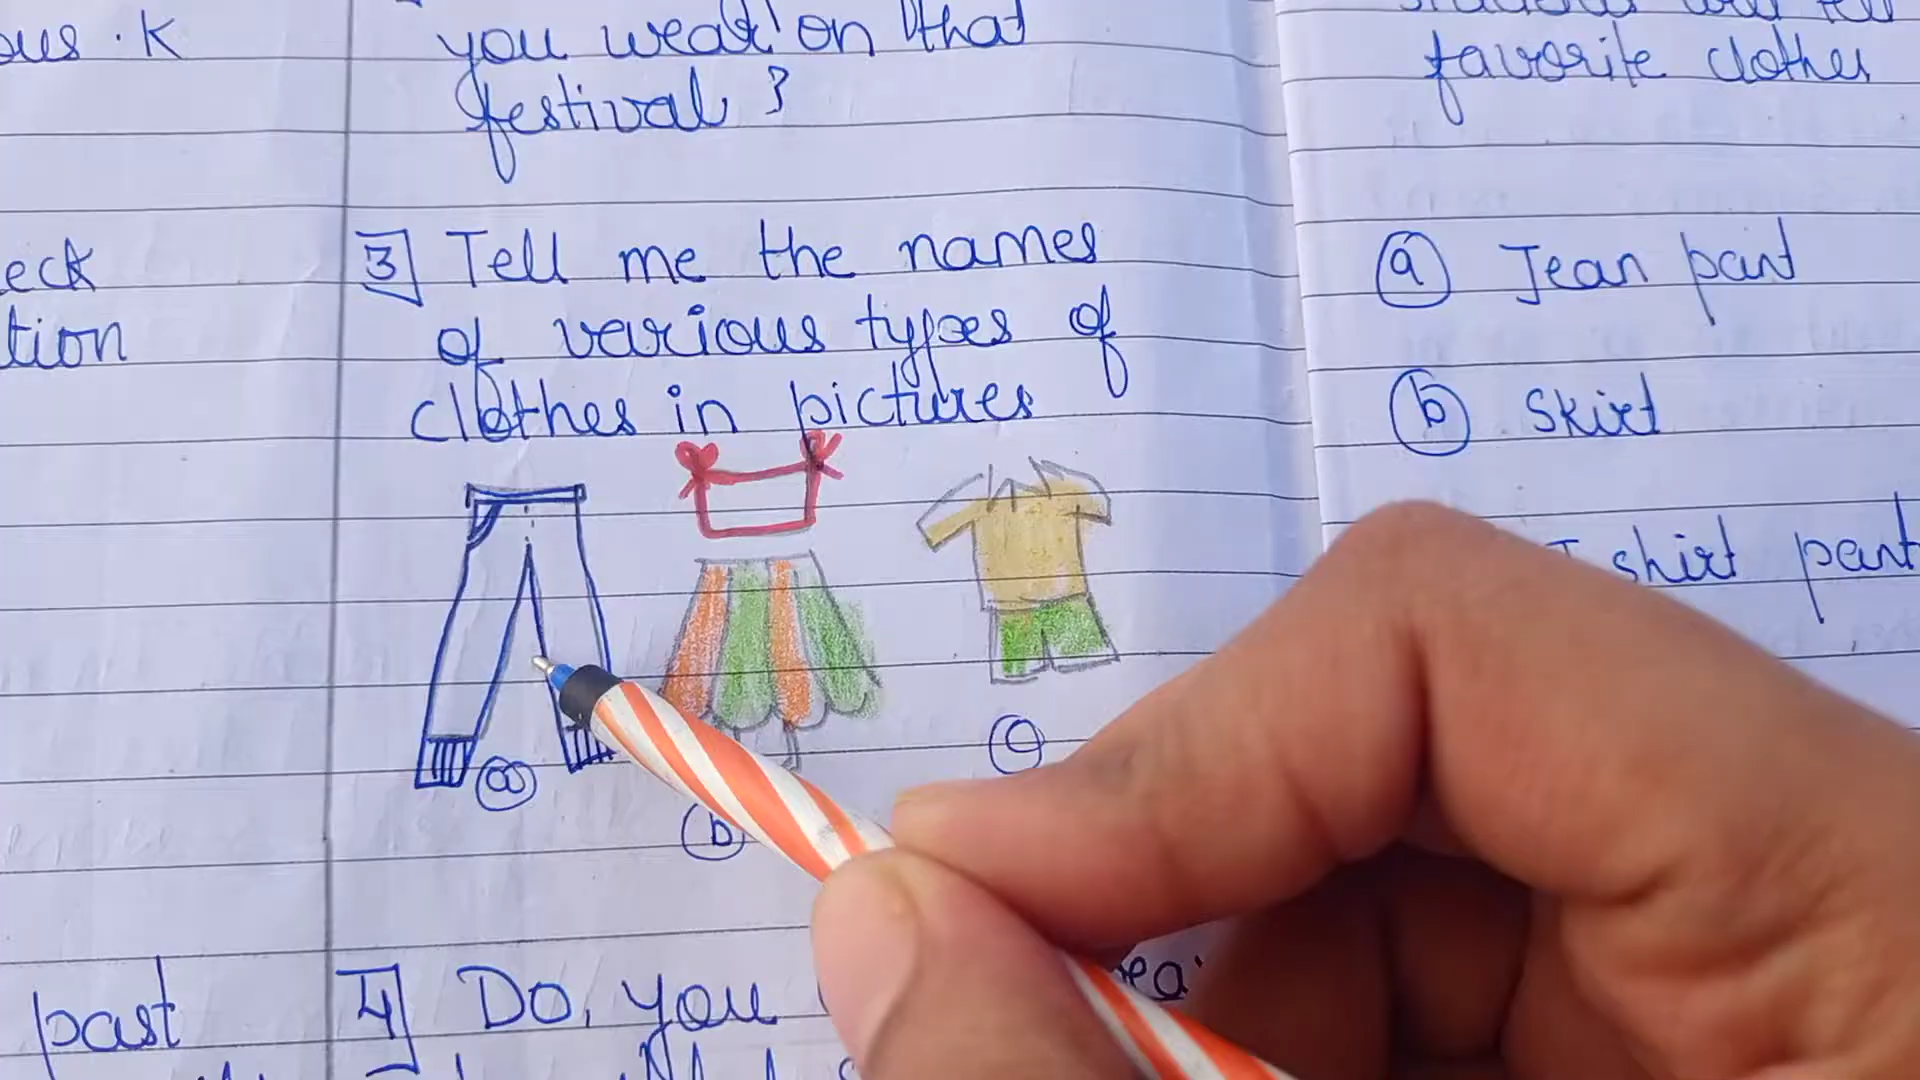 ous . K
eck
tion
past
you wear on that
festival ?
3 Tell me the names
of various types of
clothes in pictures
a
b
c
4 Do, you
favorite clothes
a Jean pant
b Skirt
T shirt pant